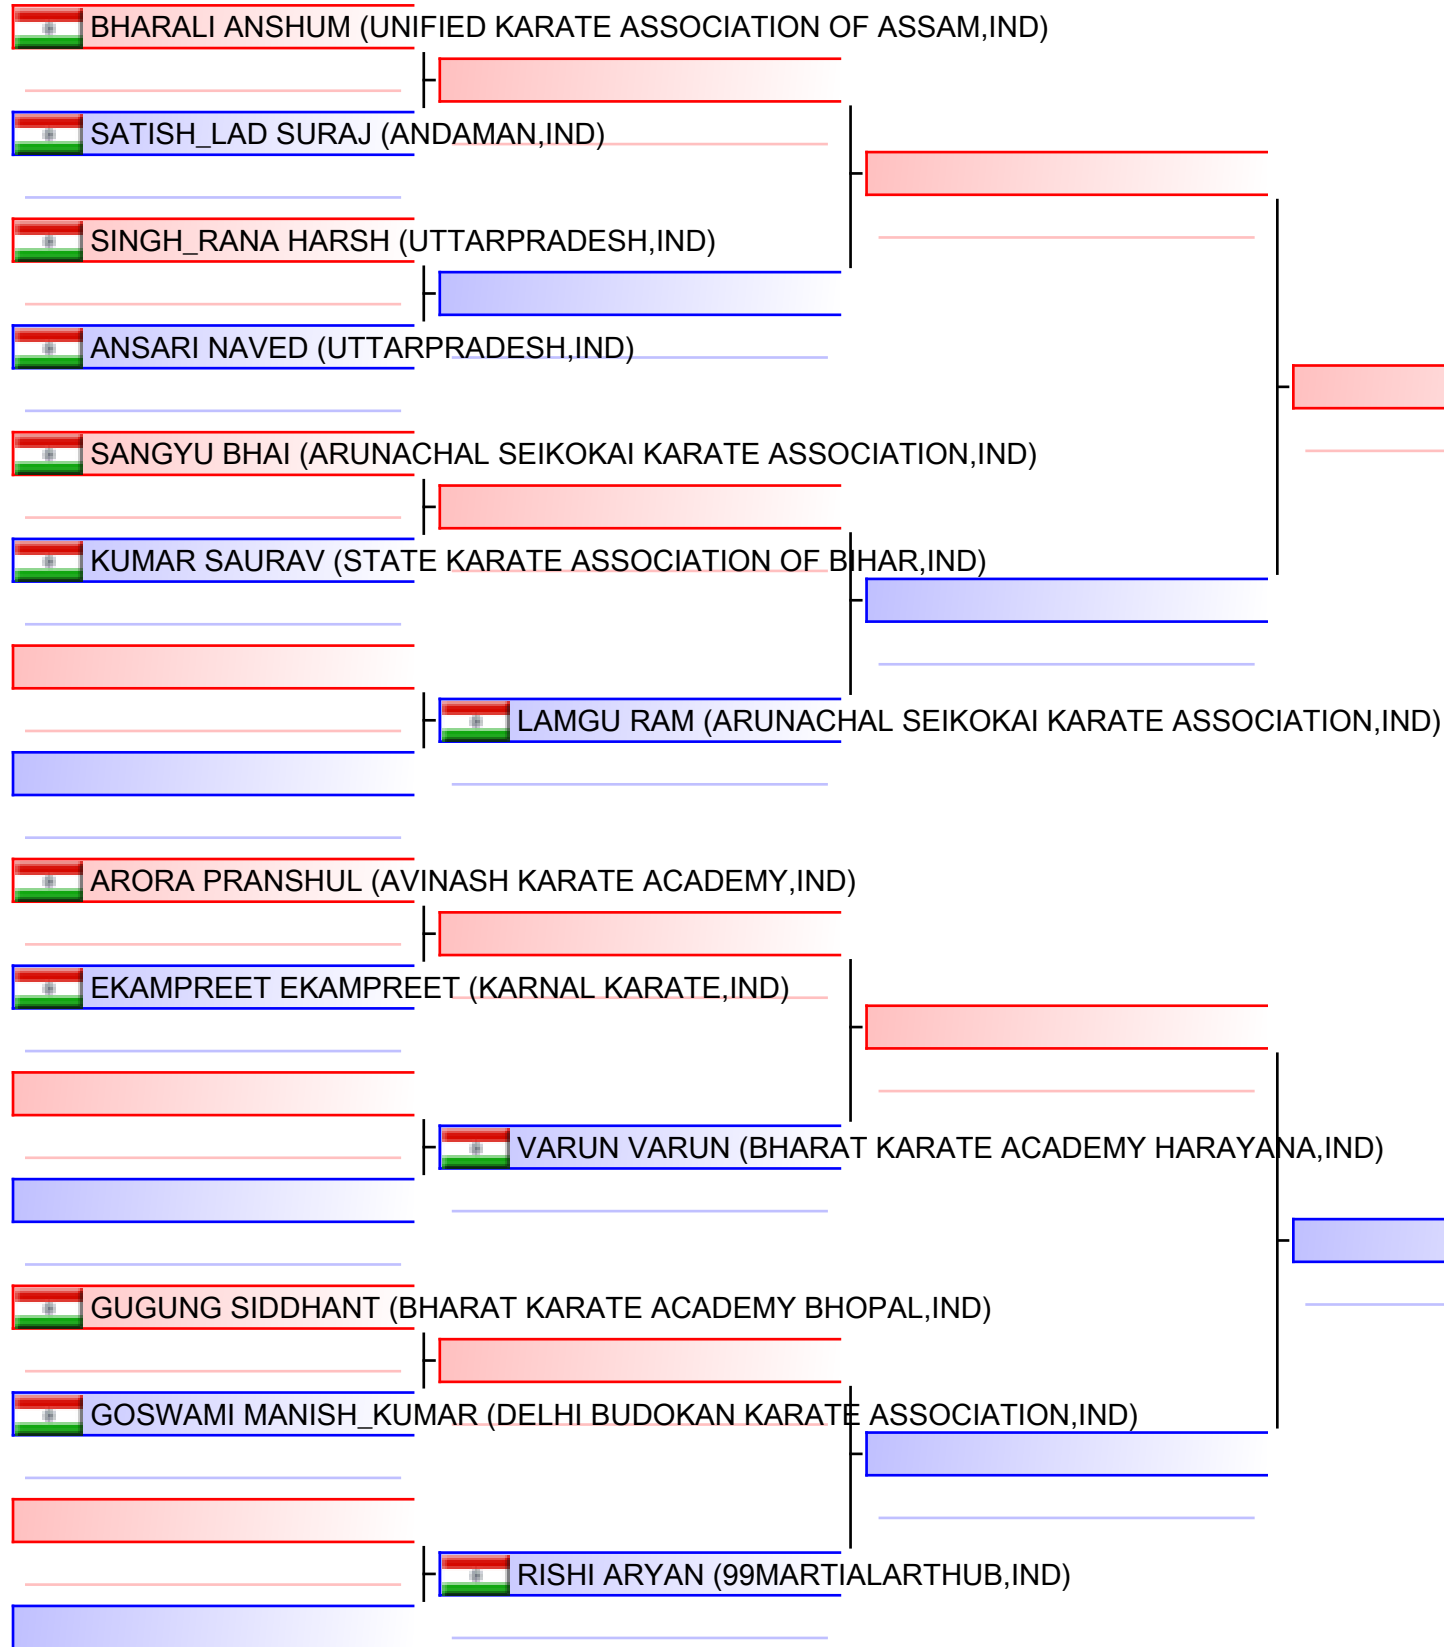 BHARALI ANSHUM (UNIFIED KARATE ASSOCIATION OF ASSAM,IND)
SATISH_LAD SURAJ (ANDAMAN,IND)
SINGH_RANA HARSH (UTTARPRADESH,IND)
ANSARI NAVED (UTTARPRADESH,IND)
SANGYU BHAI (ARUNACHAL SEIKOKAI KARATE ASSOCIATION,IND)
KUMAR SAURAV (STATE KARATE ASSOCIATION OF BIHAR,IND)
LAMGU RAM (ARUNACHAL SEIKOKAI KARATE ASSOCIATION,IND)
ARORA PRANSHUL (AVINASH KARATE ACADEMY,IND)
EKAMPREET EKAMPREET (KARNAL KARATE,IND)
VARUN VARUN (BHARAT KARATE ACADEMY HARAYANA,IND)
GUGUNG SIDDHANT (BHARAT KARATE ACADEMY BHOPAL,IND)
GOSWAMI MANISH_KUMAR (DELHI BUDOKAN KARATE ASSOCIATION,IND)
RISHI ARYAN (99MARTIALARTHUB,IND)